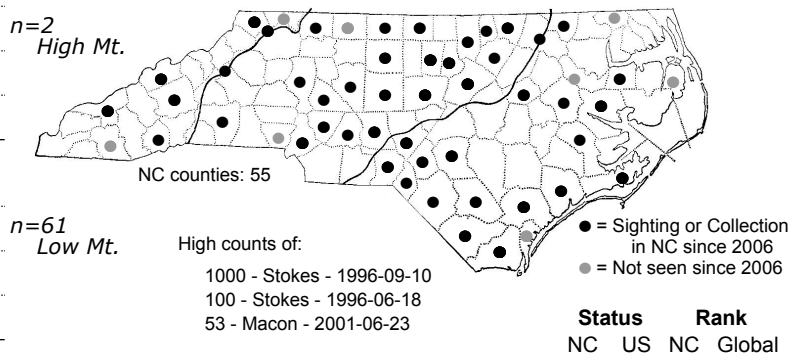 n=2
High Mt.
NC counties: 55
n=61
Low Mt.
High counts of:
1000 - Stokes - 1996-09-10
100 - Stokes - 1996-06-18
53 - Macon - 2001-06-23
= Sighting or Collection
in NC since 2006
= Not seen since 2006
Status Rank
NC US NC Global